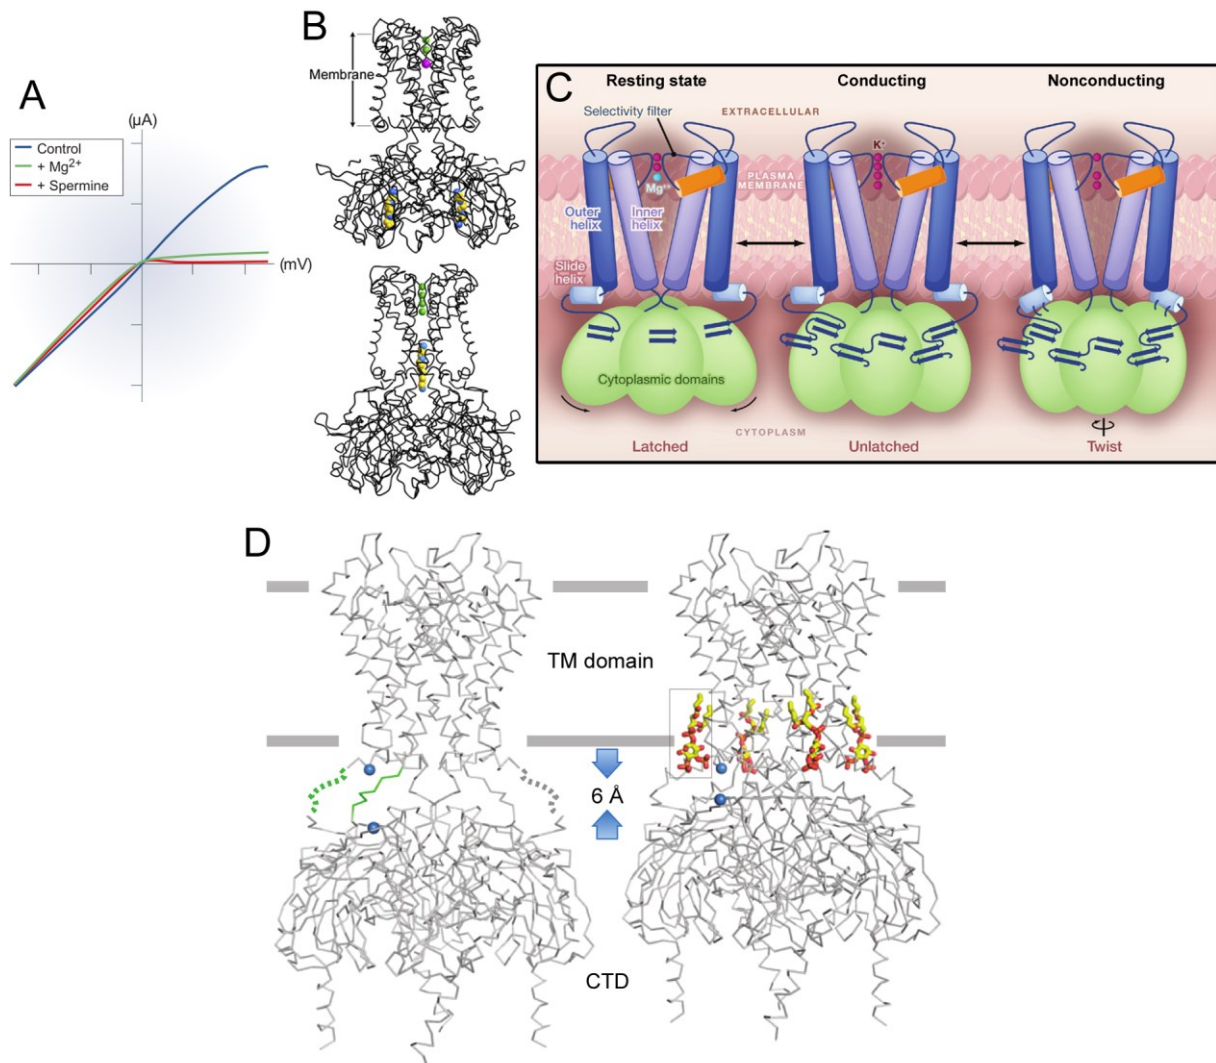 A
(µA)
Control
+ Mg²⁺
+ Spermine
(mV)
B
Membrane
C
Resting state
Conducting
Nonconducting
Selectivity filter
EXTRACELLULAR
K⁺
Mg⁺⁺
PLASMA
MEMBRANE
Outer
helix
Inner
helix
Slide
helix
Cytoplasmic domains
CYTOPLASM
Latched
Unlatched
Twist
D
TM domain
6 Å
CTD